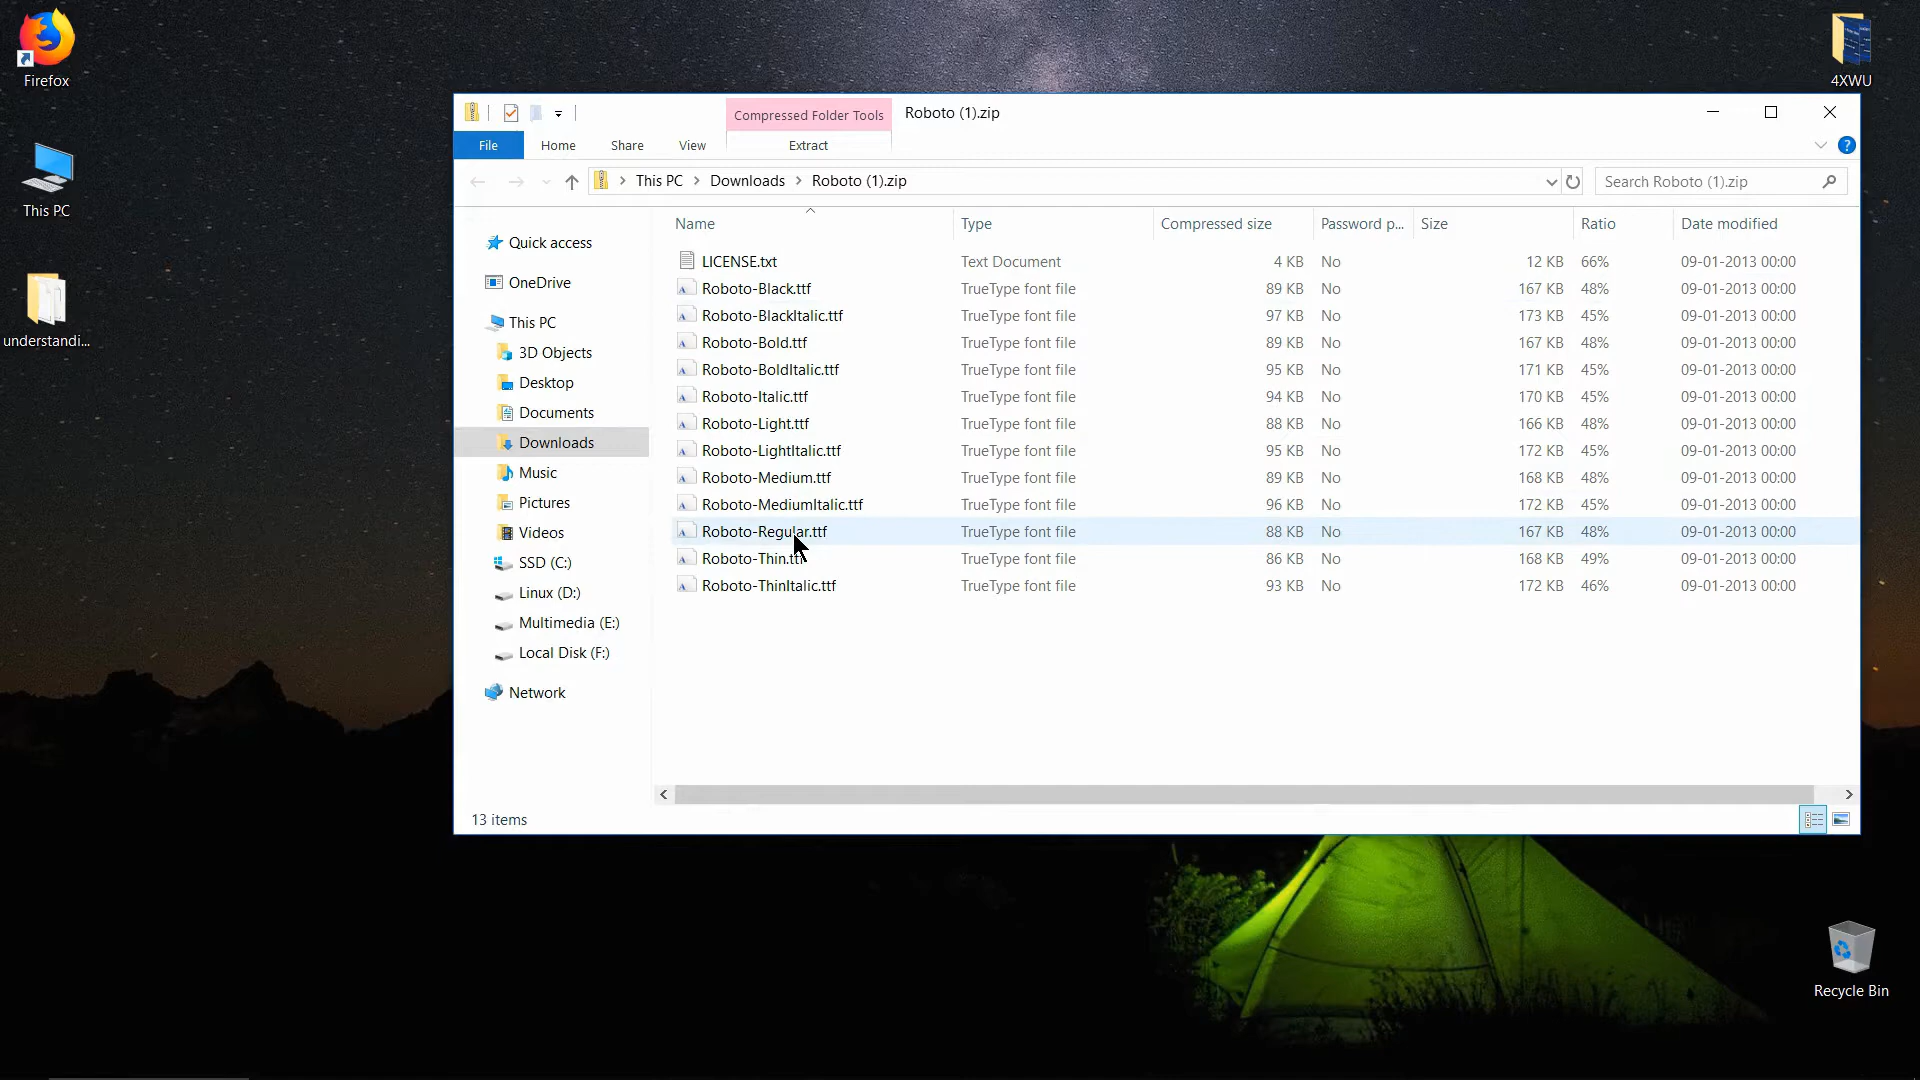 Firefox
This PC
understandi...
4XWU
Recycle Bin
Compressed Folder Tools
Roboto (1).zip
File
Home
Share
View
Extract
?
This PC > Downloads > Roboto (1).zip
Search Roboto (1).zip
Quick access
OneDrive
This PC
3D Objects
Desktop
Documents
Downloads
Music
Pictures
Videos
SSD (C:)
Linux (D:)
Multimedia (E:)
Local Disk (F:)
Network
Name Type Compressed size Password p... Size Ratio Date modified
LICENSE.txt Text Document 4 KB No 12 KB 66% 09-01-2013 00:00
Roboto-Black.ttf TrueType font file 89 KB No 167 KB 48% 09-01-2013 00:00
Roboto-BlackItalic.ttf TrueType font file 97 KB No 173 KB 45% 09-01-2013 00:00
Roboto-Bold.ttf TrueType font file 89 KB No 167 KB 48% 09-01-2013 00:00
Roboto-BoldItalic.ttf TrueType font file 95 KB No 171 KB 45% 09-01-2013 00:00
Roboto-Italic.ttf TrueType font file 94 KB No 170 KB 45% 09-01-2013 00:00
Roboto-Light.ttf TrueType font file 88 KB No 166 KB 48% 09-01-2013 00:00
Roboto-LightItalic.ttf TrueType font file 95 KB No 172 KB 45% 09-01-2013 00:00
Roboto-Medium.ttf TrueType font file 89 KB No 168 KB 48% 09-01-2013 00:00
Roboto-MediumItalic.ttf TrueType font file 96 KB No 172 KB 45% 09-01-2013 00:00
Roboto-Regular.ttf TrueType font file 88 KB No 167 KB 48% 09-01-2013 00:00
Roboto-Thin.ttf TrueType font file 86 KB No 168 KB 49% 09-01-2013 00:00
Roboto-ThinItalic.ttf TrueType font file 93 KB No 172 KB 46% 09-01-2013 00:00
13 items